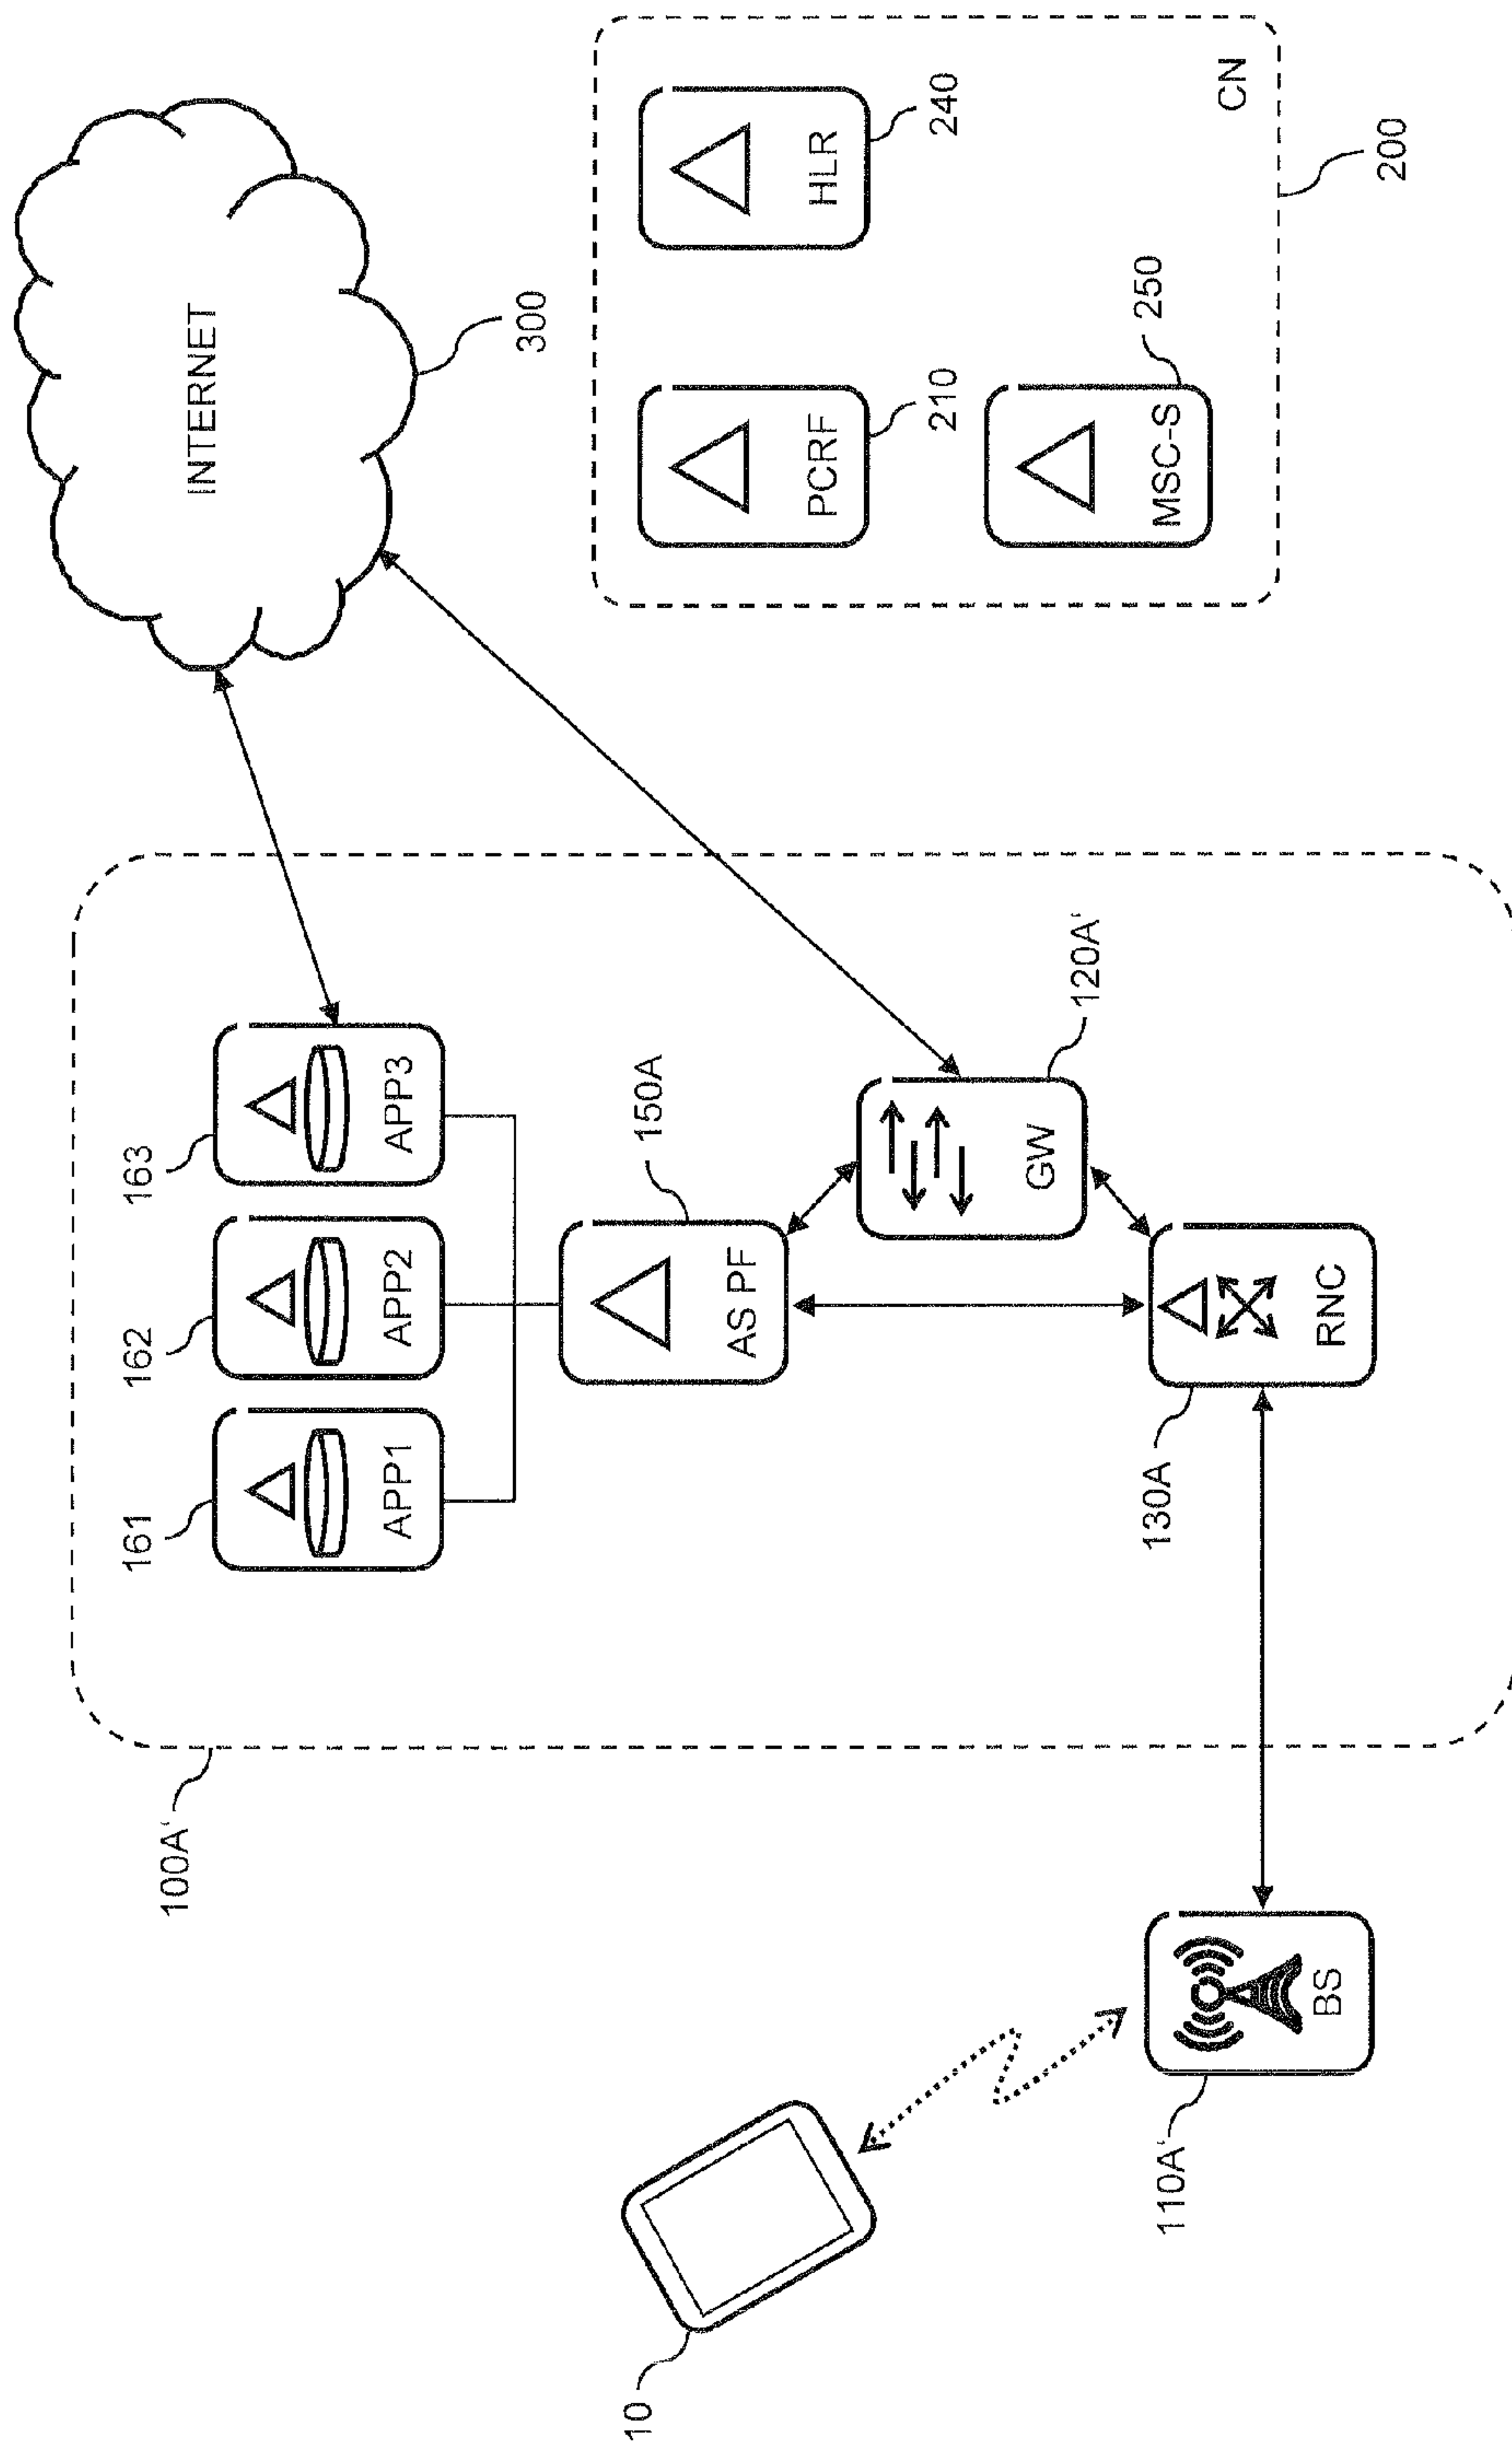 100A‘
161
162
163
INTERNET
APP1
APP2
APP3
300
150A
AS PF
10
PCRF
HLR
210
240
120A‘
GW
130A
RNC
110A‘
BS
MSC-S
250
CN
200